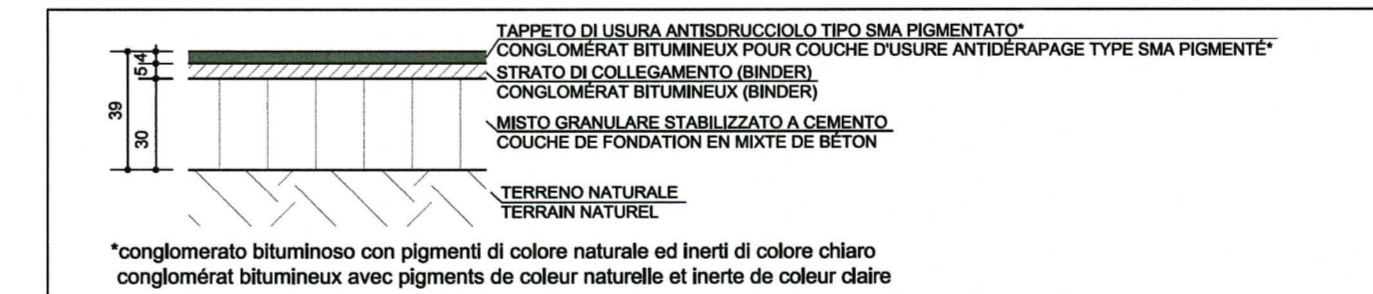 TAPPETO DI USURA ANTISDRUCCIOLO TIPO SMA PIGMENTATO*
CONGLOMÉRAT BITUMINEUX POUR COUCHE D'USURE ANTIDÉRAPAGE TYPE SMA PIGMENTÉ*
STRATO DI COLLEGAMENTO (BINDER)
CONGLOMÉRAT BITUMINEUX (BINDER)
MISTO GRANULARE STABILIZZATO A CEMENTO
COUCHE DE FONDATION EN MIXTE DE BÉTON
TERRENO NATURALE
TERRAIN NATUREL
39
5 4
30
*conglomerato bituminoso con pigmenti di colore naturale ed inerti di colore chiaro
conglomérat bitumineux avec pigments de coleur naturelle et inerte de coleur claire